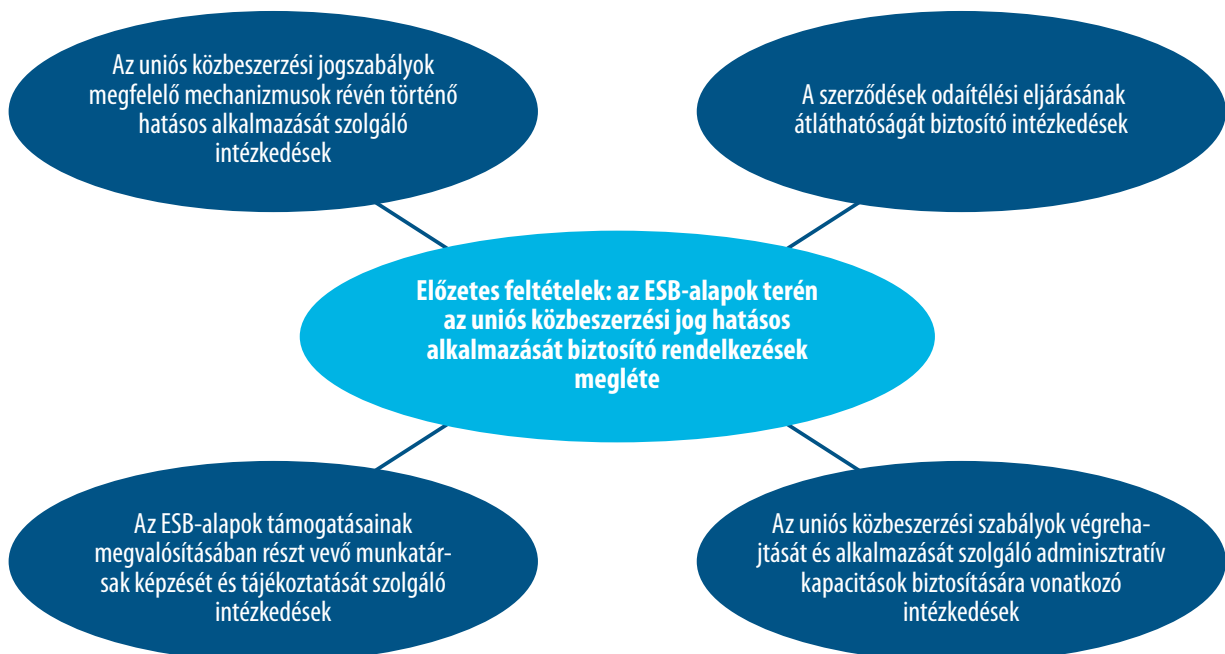 Az uniós közbeszerzési jogszabályok
megfelelő mechanizmusok révén történő
hatásos alkalmazását szolgáló
intézkedések
A szerződések odaítélési eljárásának
átláthatóságát biztosító intézkedések
Előzetes feltételek: az ESB-alapok terén
az uniós közbeszerzési jog hatásos
alkalmazását biztosító rendelkezések
megléte
Az ESB-alapok támogatásainak
megvalósításában részt vevő munkatár-
sak képzését és tájékoztatását szolgáló
intézkedések
Az uniós közbeszerzési szabályok végreha-
jtását és alkalmazását szolgáló adminisztratív
kapacitások biztosítására vonatkozó
intézkedések